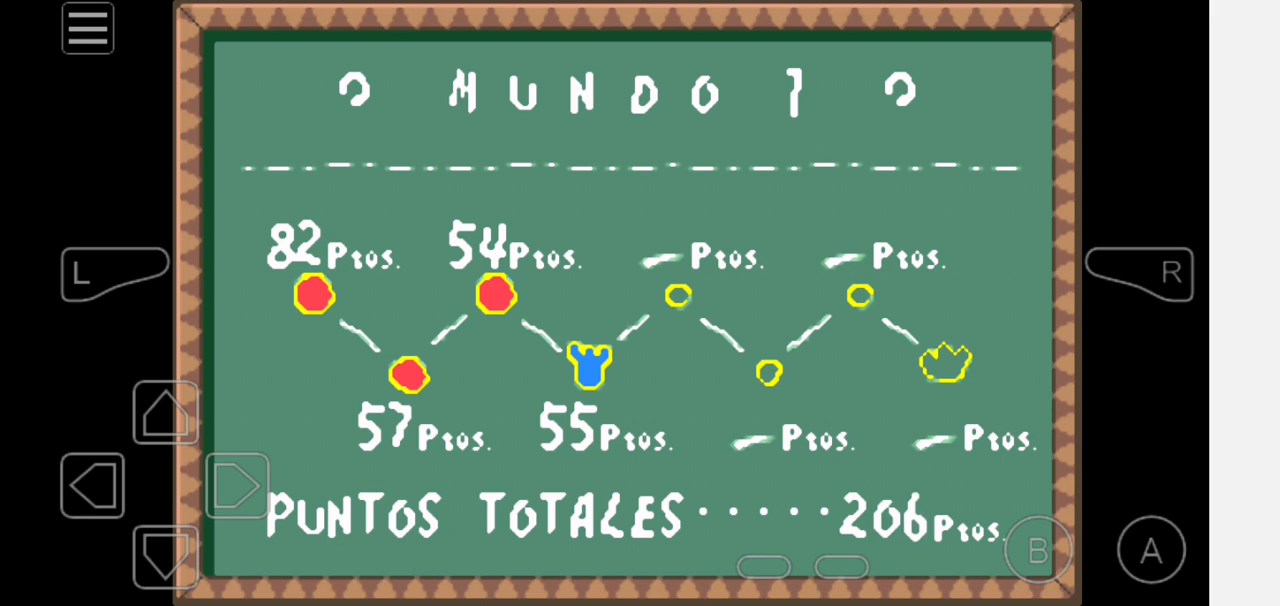 MUNDO 1
82Ptos. 54Ptos. - Ptos. - Ptos.
57Ptos. 55Ptos. - Ptos. - Ptos.
PUNTOS TOTALES ····· 206Ptos.
L
R
B
A